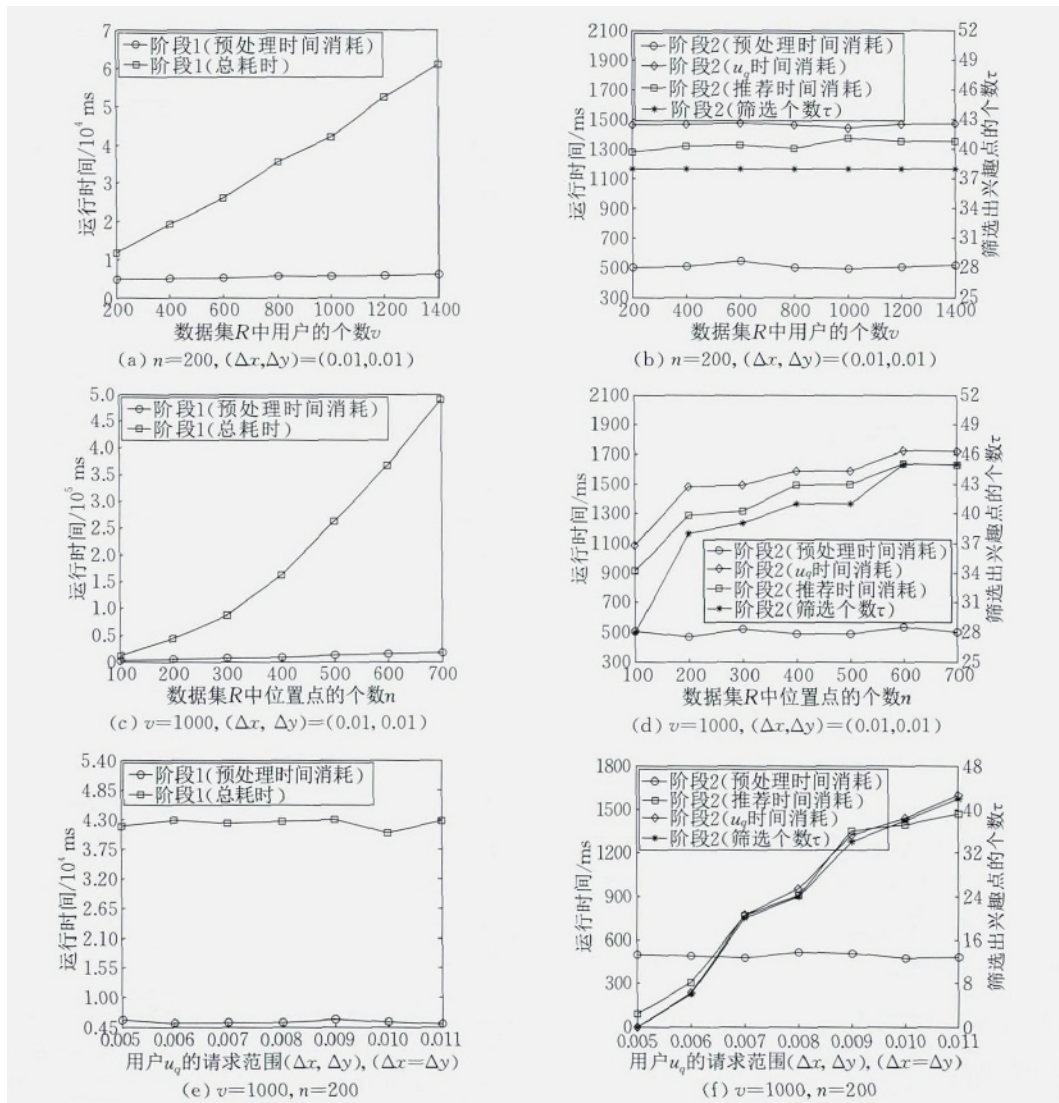 阶段1(预处理时间消耗)
阶段1(总耗时)
运行时间/10⁴ ms
7
6
5
4
3
2
1
0
200 400 600 800 1000 1200 1400
数据集R中用户的个数v
(a) n=200, (Δx,Δy)=(0.01,0.01)
阶段2(预处理时间消耗)
阶段2(u_q时间消耗)
阶段2(推荐时间消耗)
阶段2(筛选个数τ)
运行时间/ms
2100
1900
1700
1500
1300
1100
900
700
500
300
筛选出兴趣点的个数τ
52
49
46
43
40
37
34
31
28
25
200 400 600 800 1000 1200 1400
数据集R中用户的个数v
(b) n=200, (Δx, Δy)=(0.01,0.01)
阶段1(预处理时间消耗)
阶段1(总耗时)
运行时间/10⁵ ms
5.0
4.5
4.0
3.5
3.0
2.5
2.0
1.5
1.0
0.5
0
100 200 300 400 500 600 700
数据集R中位置点的个数n
(c) v=1000, (Δx, Δy)=(0.01, 0.01)
阶段2(预处理时间消耗)
阶段2(u_q时间消耗)
阶段2(推荐时间消耗)
阶段2(筛选个数τ)
运行时间/ms
2100
1900
1700
1500
1300
1100
900
700
500
300
筛选出兴趣点的个数τ
52
49
46
43
40
37
34
31
28
25
100 200 300 400 500 600 700
数据集R中位置点的个数n
(d) v=1000, (Δx,Δy)=(0.01,0.01)
阶段1(预处理时间消耗)
阶段1(总耗时)
运行时间/10⁴ ms
5.40
4.85
4.30
3.75
3.20
2.65
2.10
1.55
1.00
0.45
0.005 0.006 0.007 0.008 0.009 0.010 0.011
用户u_q的请求范围(Δx, Δy), (Δx=Δy)
(e) v=1000, n=200
阶段2(预处理时间消耗)
阶段2(推荐时间消耗)
阶段2(u_q时间消耗)
阶段2(筛选个数τ)
运行时间/ms
1800
1500
1200
900
600
300
0
筛选出兴趣点的个数τ
48
40
32
24
16
8
0
0.005 0.006 0.007 0.008 0.009 0.010 0.011
用户u_q的请求范围(Δx, Δy), (Δx=Δy)
(f) v=1000, n=200